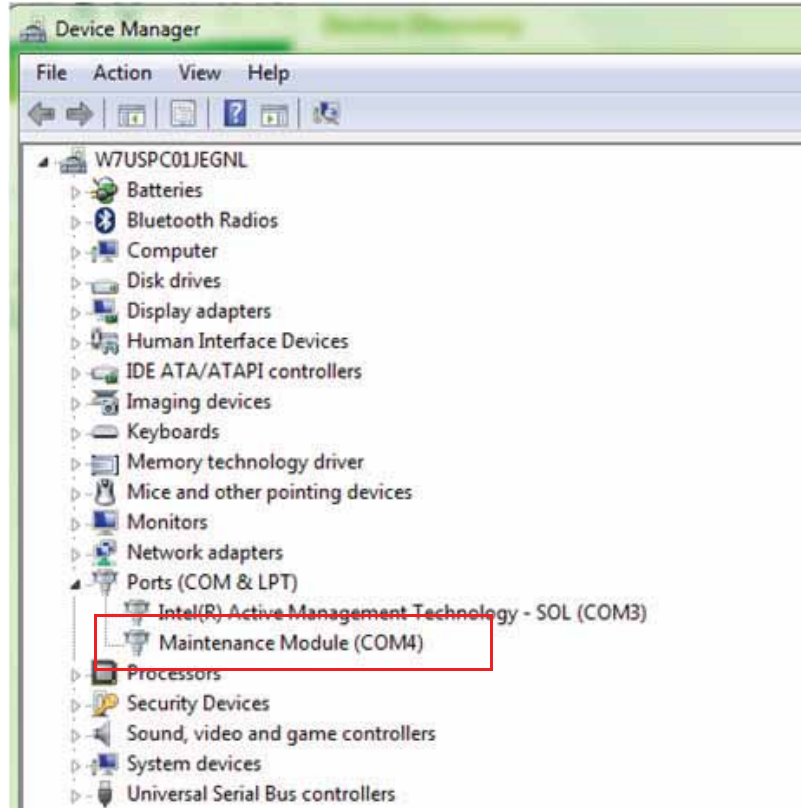 Device Manager
File Action View Help
W7USPC01JEGNL
Batteries
Bluetooth Radios
Computer
Disk drives
Display adapters
Human Interface Devices
IDE ATA/ATAPI controllers
Imaging devices
Keyboards
Memory technology driver
Mice and other pointing devices
Monitors
Network adapters
Ports (COM & LPT)
Intel(R) Active Management Technology - SOL (COM3)
Maintenance Module (COM4)
Processors
Security Devices
Sound, video and game controllers
System devices
Universal Serial Bus controllers